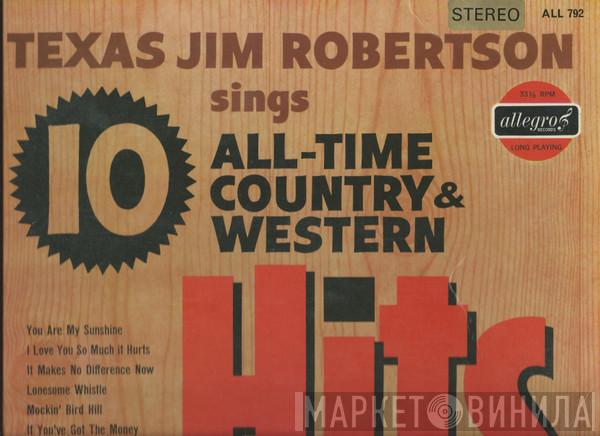 STEREO
ALL 792
TEXAS JIM ROBERTSON
sings
10
ALL-TIME
COUNTRY &
WESTERN
Hits
33⅓ RPM
allegro
RECORDS
LONG PLAYING
You Are My Sunshine
I Love You So Much it Hurts
It Makes No Difference Now
Lonesome Whistle
Mockin' Bird Hill
If You've Got The Money
МАРКЕТ ВИНИЛА